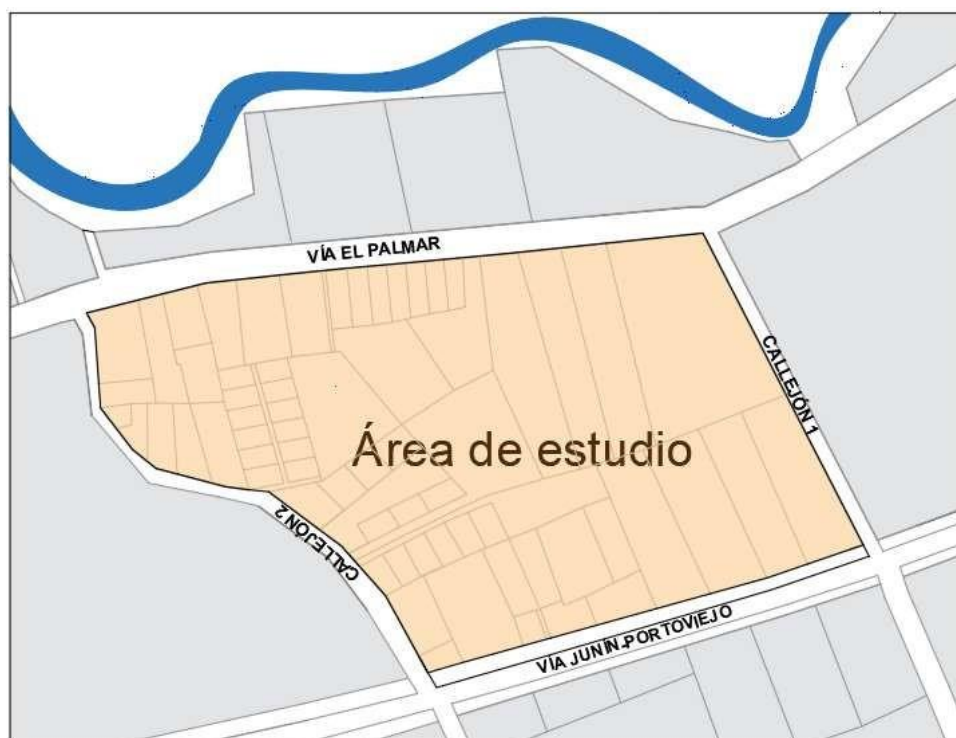 VÍA EL PALMAR
CALLEJÓN 1
Área de estudio
CALLEJÓN 2
VÍA JUNÍN-PORTOVIEJO